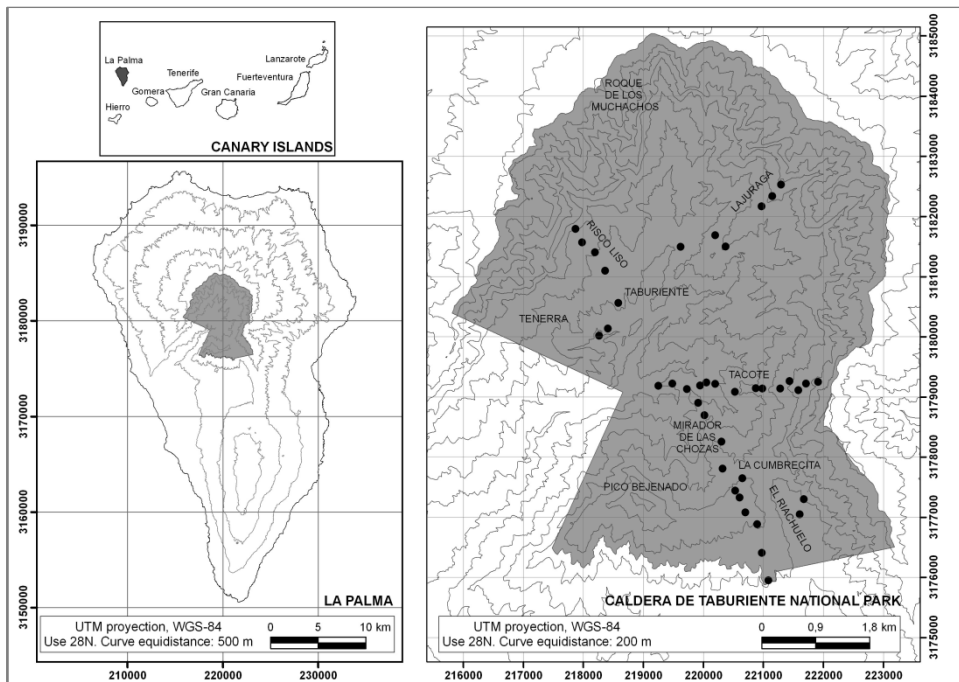 La Palma
Hierro
Gomera
Tenerife
Gran Canaria
Fuerteventura
Lanzarote
CANARY ISLANDS
3190000
3180000
3170000
3160000
3150000
LA PALMA
UTM projection, WGS-84
Use 28N. Curve equidistance: 500 m
0 5 10 km
210000 220000 230000
ROQUE
DE LOS
MUCHACHOS
LAJURAGA
RISCO LISO
TABURIENTE
TENERRA
TACOTE
MIRADOR
DE LAS
CHOZAS
LA CUMBRECITA
PICO BEJENADO
EL RIACHUELO
CALDERA DE TABURIENTE NATIONAL PARK
UTM projection, WGS-84
Use 28N. Curve equidistance: 200 m
0 0,9 1,8 km
3185000
3184000
3183000
3182000
3181000
3180000
3179000
3178000
3177000
3176000
3175000
216000 217000 218000 219000 220000 221000 222000 223000